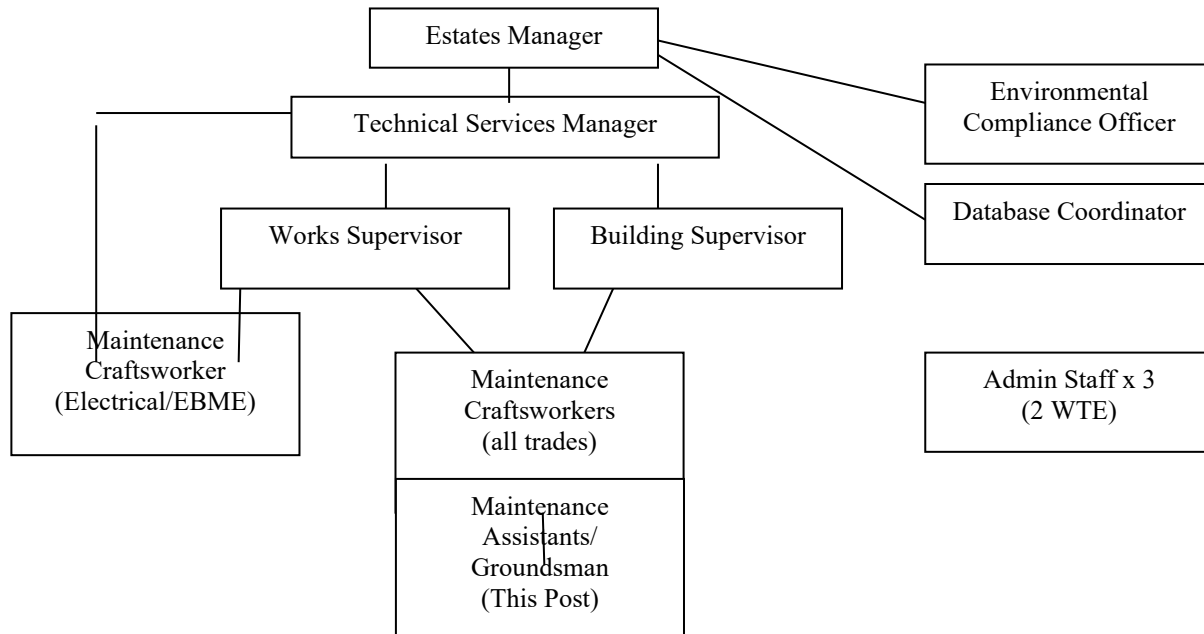 Estates Manager
Environmental
Compliance Officer
Technical Services Manager
Database Coordinator
Works Supervisor
Building Supervisor
Maintenance
Craftsworker
(Electrical/EBME)
Maintenance
Craftsworkers
(all trades)
Admin Staff x 3
(2 WTE)
Maintenance
Assistants/
Groundsman
(This Post)